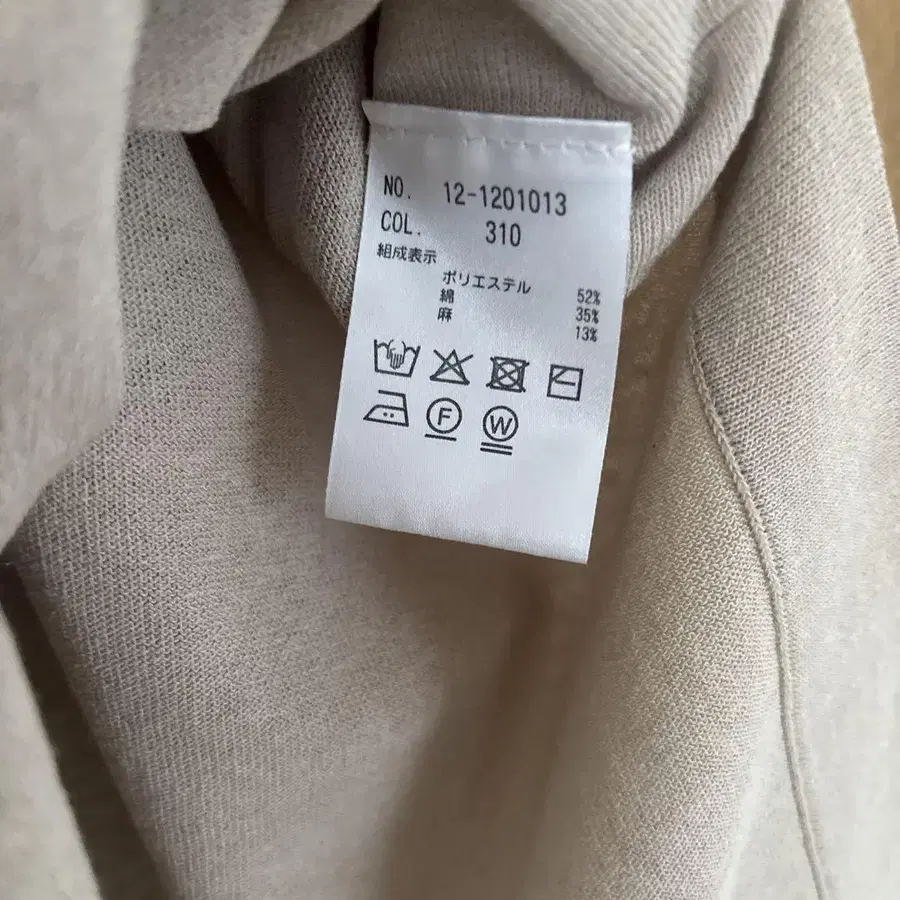 NO. 12-1201013
COL. 310
組成表示
ポリエステル 52%
綿 35%
麻 13%
F W